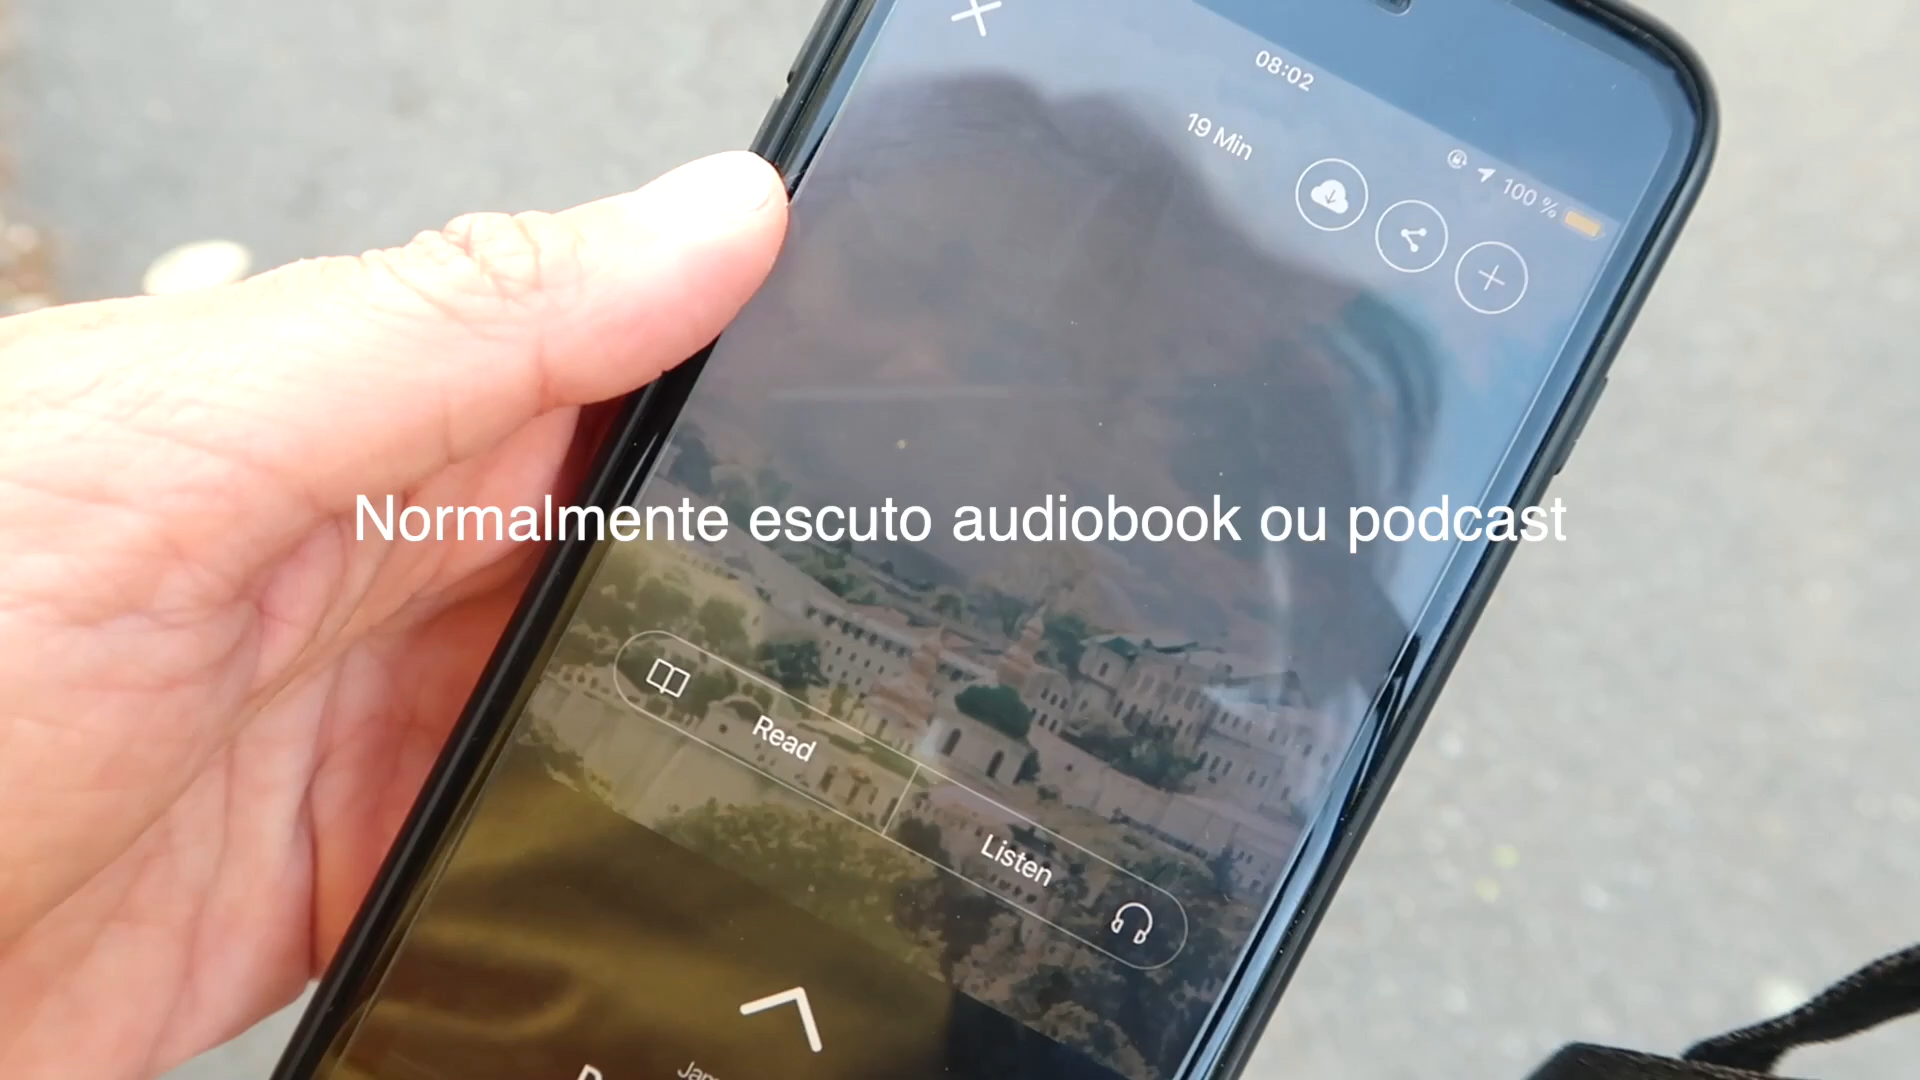 08:02
19 Min
100 %
Normalmente escuto audiobook ou podcast
Read
Listen